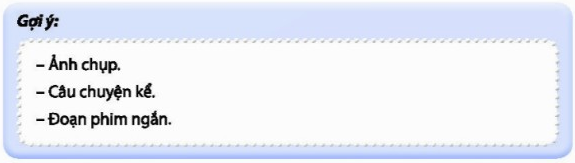 Gợi ý:
– Ảnh chụp.
– Câu chuyện kể.
– Đoạn phim ngắn.